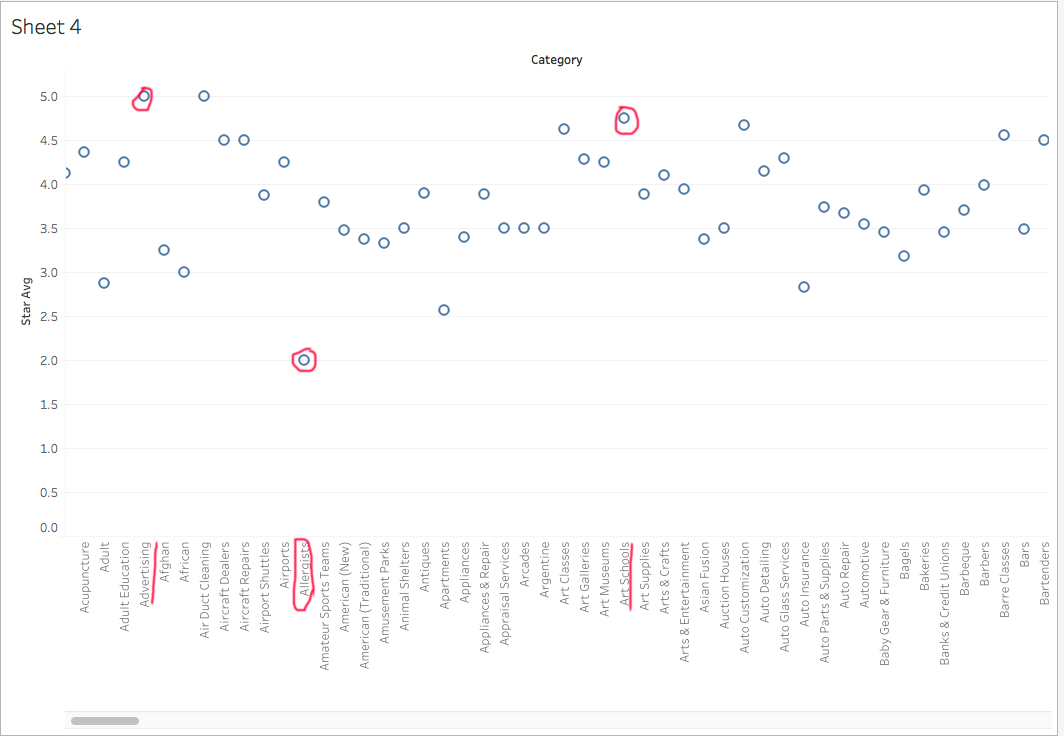 Sheet 4
Category
5.0
4.5
4.0
3.5
3.0
2.5
2.0
1.5
1.0
0.5
0.0
Star Avg
Acupuncture
Adult
Adult Education
Advertising
Afghan
African
Air Duct Cleaning
Aircraft Dealers
Aircraft Repairs
Airport Shuttles
Airports
Allergists
Amateur Sports Teams
American (New)
American (Traditional)
Amusement Parks
Animal Shelters
Antiques
Apartments
Appliances
Appliances & Repair
Appraisal Services
Arcades
Argentine
Art Classes
Art Galleries
Art Museums
Art Schools
Art Supplies
Arts & Crafts
Arts & Entertainment
Asian Fusion
Auction Houses
Auto Customization
Auto Detailing
Auto Glass Services
Auto Insurance
Auto Parts & Supplies
Auto Repair
Automotive
Baby Gear & Furniture
Bagels
Bakeries
Banks & Credit Unions
Barbeque
Barbers
Barre Classes
Bars
Bartenders